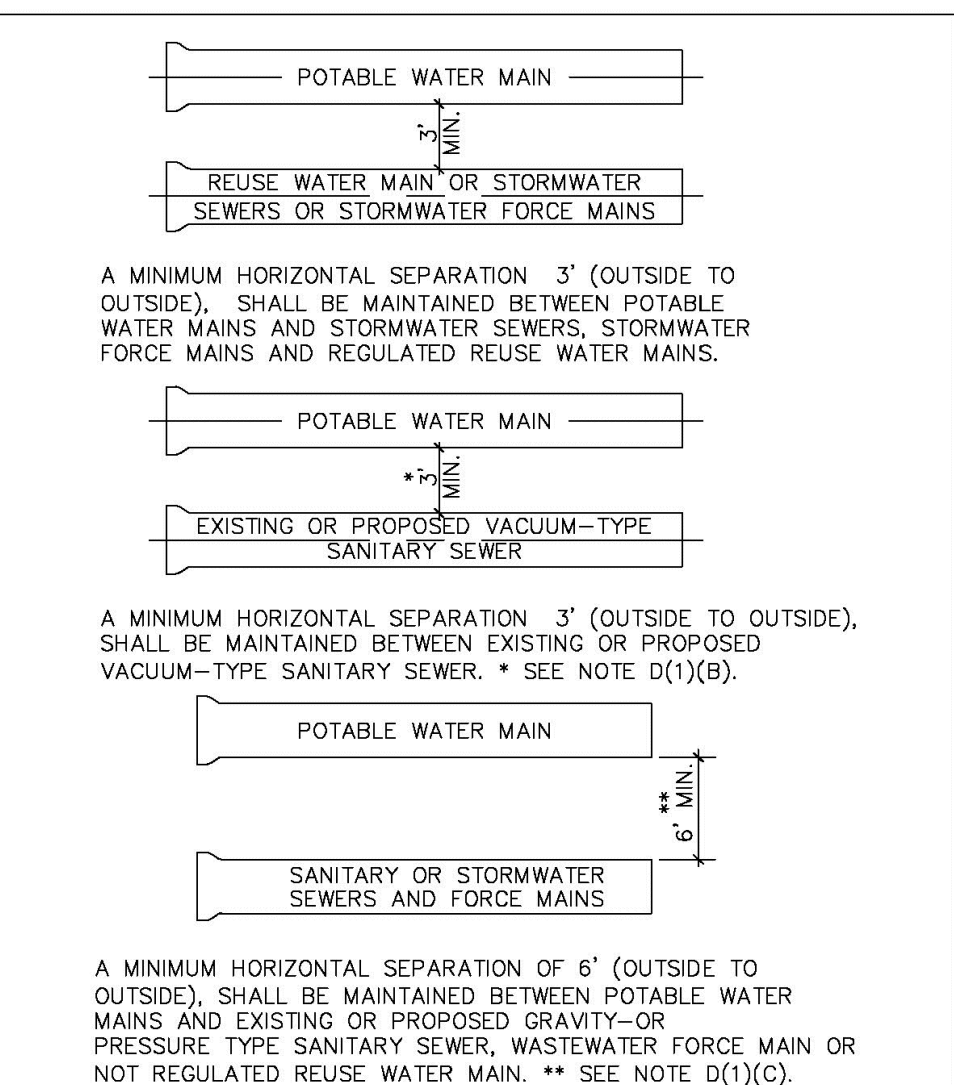 POTABLE WATER MAIN
3' MIN.
REUSE WATER MAIN OR STORMWATER
SEWERS OR STORMWATER FORCE MAINS
A MINIMUM HORIZONTAL SEPARATION 3' (OUTSIDE TO
OUTSIDE), SHALL BE MAINTAINED BETWEEN POTABLE
WATER MAINS AND STORMWATER SEWERS, STORMWATER
FORCE MAINS AND REGULATED REUSE WATER MAINS.
POTABLE WATER MAIN
* 3' MIN.
EXISTING OR PROPOSED VACUUM-TYPE
SANITARY SEWER
A MINIMUM HORIZONTAL SEPARATION 3' (OUTSIDE TO OUTSIDE),
SHALL BE MAINTAINED BETWEEN EXISTING OR PROPOSED
VACUUM-TYPE SANITARY SEWER. * SEE NOTE D(1)(B).
POTABLE WATER MAIN
**
6' MIN.
SANITARY OR STORMWATER
SEWERS AND FORCE MAINS
A MINIMUM HORIZONTAL SEPARATION OF 6' (OUTSIDE TO
OUTSIDE), SHALL BE MAINTAINED BETWEEN POTABLE WATER
MAINS AND EXISTING OR PROPOSED GRAVITY-OR
PRESSURE TYPE SANITARY SEWER, WASTEWATER FORCE MAIN OR
NOT REGULATED REUSE WATER MAIN. ** SEE NOTE D(1)(C).